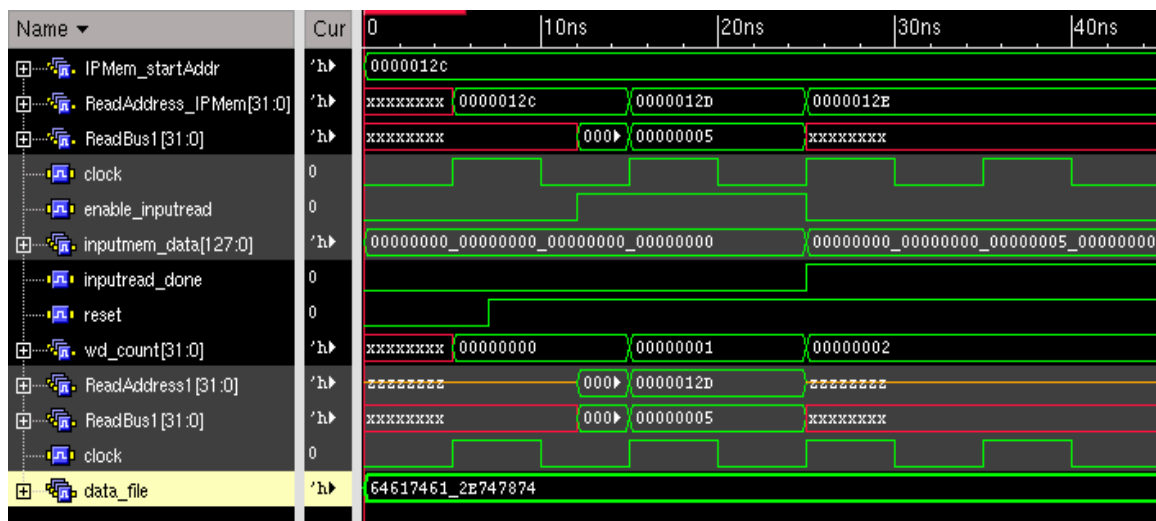 Name ▾ Cur 0 10ns 20ns 30ns 40ns
IPMem_startAddr 'h 0000012c
ReadAddress_IPMem[31:0] 'h xxxxxxxx 0000012c 0000012D 0000012E
ReadBus1[31:0] 'h xxxxxxxx 000 00000005 xxxxxxxx
clock 0
enable_inputread 0
inputmem_data[127:0] 'h 00000000_00000000_00000000_00000000 00000000_00000000_00000005_00000000
inputread_done 0
reset 0
wd_count[31:0] 'h xxxxxxxx 00000000 00000001 00000002
ReadAddress1[31:0] 'h zzzzzzzz 000 0000012D zzzzzzzz
ReadBus1[31:0] 'h xxxxxxxx 000 00000005 xxxxxxxx
clock 0
data_file 'h 64617461_2E747874